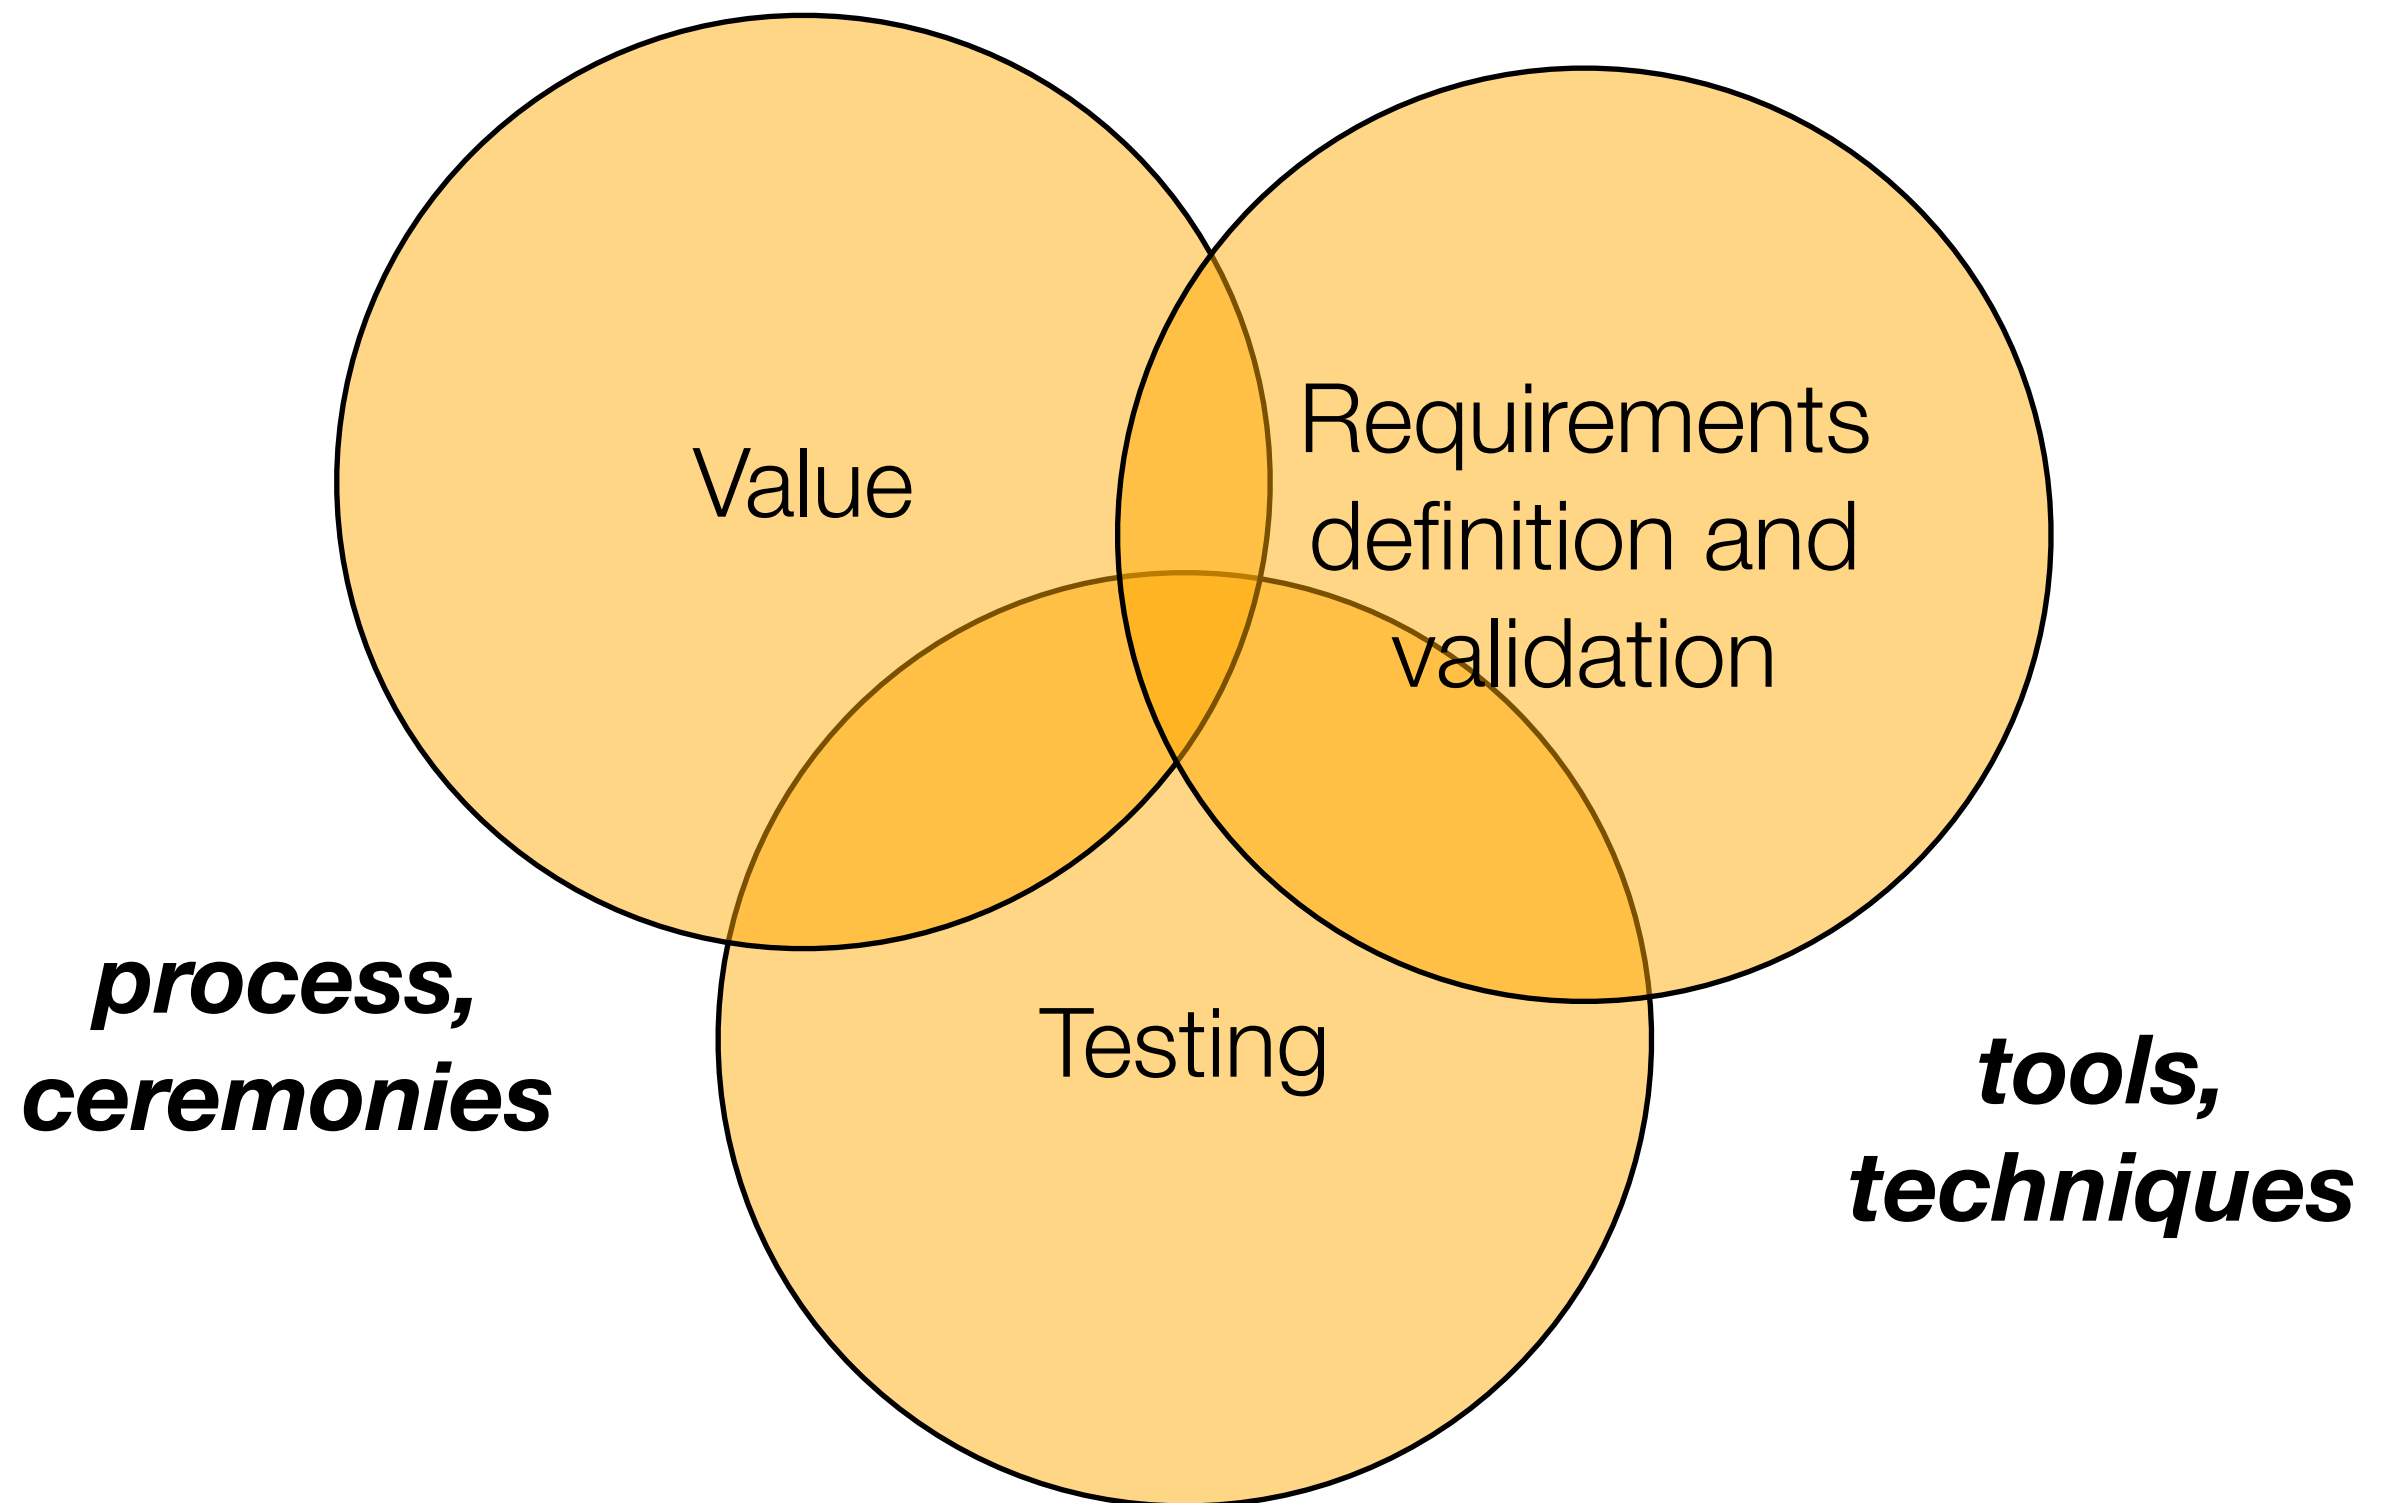 Value
Requirements
definition and
validation
process,
ceremonies
Testing
tools,
techniques